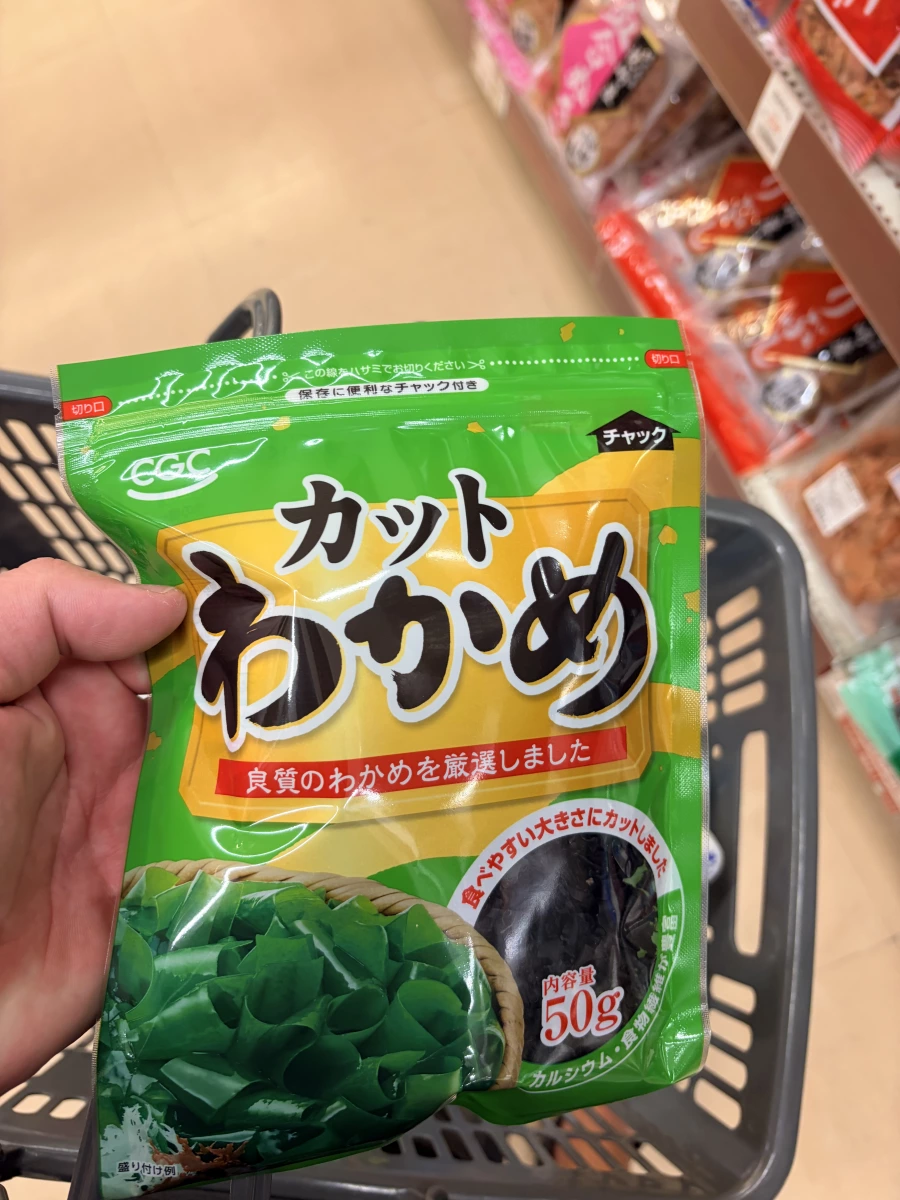 この線をハサミでお切りください
切り口
切り口
保存に便利なチャック付き
チャック
CGC
カット
わかめ
良質のわかめを厳選しました
食べやすい大きさにカットしました
内容量
50g
カルシウム・食物繊維が豊富
盛り付け例